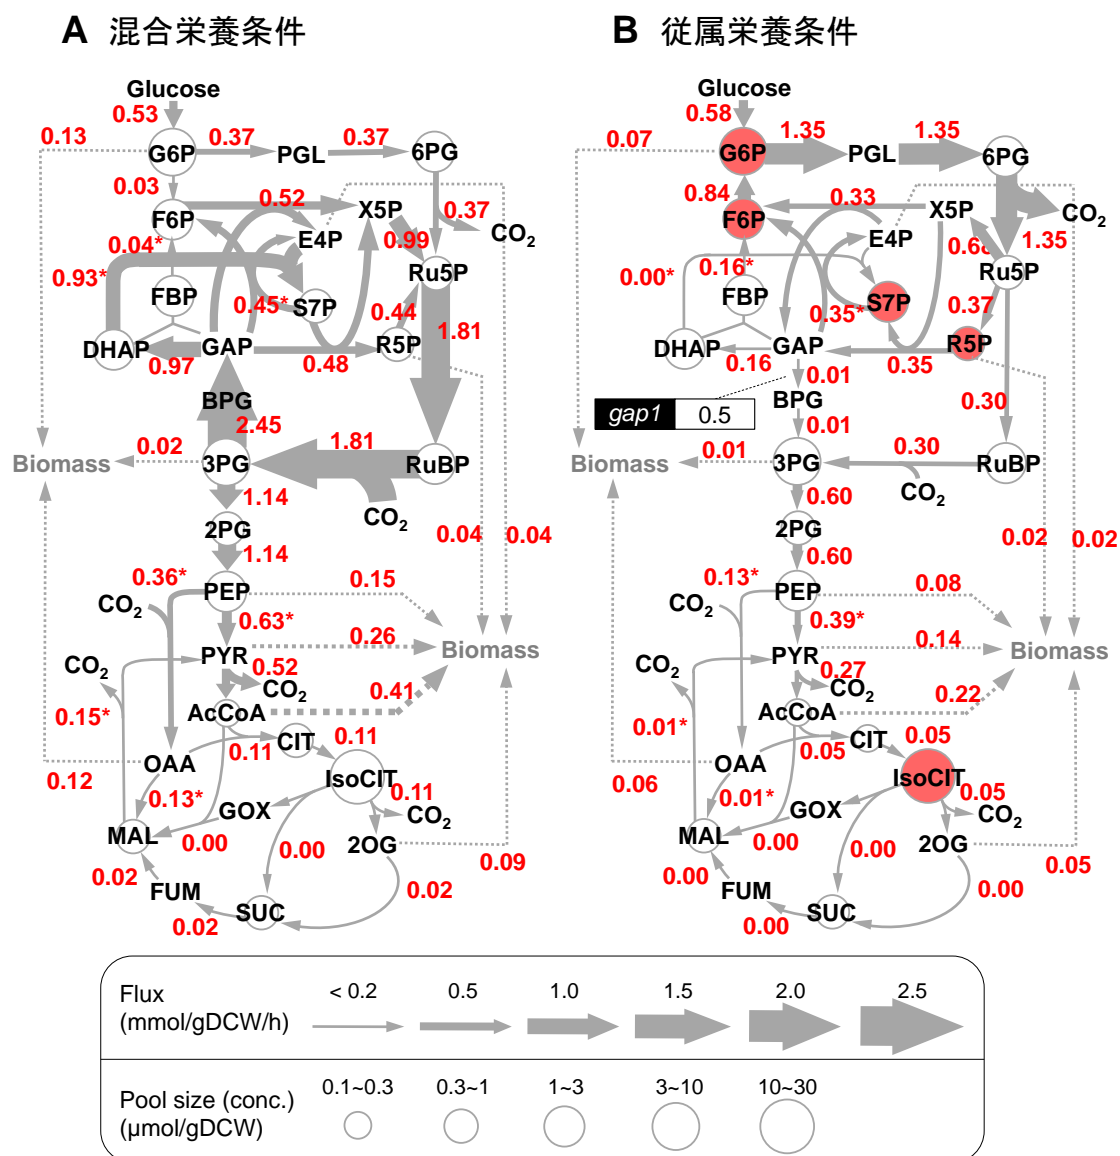 A 混合栄養条件
Glucose
0.53
0.13
0.37
0.37
G6P
PGL
6PG
0.03
0.52
X5P
0.37
F6P
E4P
CO2
0.04*
0.99
0.93*
Ru5P
FBP
0.45*
S7P
0.44
1.81
DHAP
GAP
R5P
0.97
0.48
BPG
2.45
0.02
1.81
Biomass
3PG
RuBP
1.14
CO2
2PG
0.04
0.04
1.14
0.36*
PEP
0.15
CO2
0.63*
0.26
PYR
Biomass
CO2
0.52
CO2
0.41
0.15*
AcCoA
0.11
CIT
0.11
OAA
0.12
IsoCIT
0.13*
0.11
GOX
CO2
MAL
0.00
0.00
2OG
0.09
0.02
FUM
0.02
SUC
0.02
B 従属栄養条件
Glucose
0.58
0.07
1.35
1.35
G6P
PGL
6PG
0.84
0.33
X5P
F6P
CO2
E4P
1.35
0.68
0.00*
0.16*
Ru5P
FBP
S7P
0.37
0.35*
DHAP
GAP
R5P
0.16
0.35
0.01
BPG
gap1 0.5
0.30
0.01
0.01
0.30
Biomass
3PG
RuBP
0.60
CO2
2PG
0.02
0.02
0.60
0.13*
PEP
0.08
CO2
0.39*
0.14
PYR
Biomass
CO2
0.27
CO2
0.22
0.01*
AcCoA
0.05
CIT
0.05
OAA
0.06
IsoCIT
0.01*
0.05
GOX
CO2
MAL
0.00
0.00
2OG
0.05
0.00
FUM
0.00
SUC
0.00
Flux
(mmol/gDCW/h)
< 0.2 0.5 1.0 1.5 2.0 2.5
Pool size (conc.)
(μmol/gDCW)
0.1~0.3 0.3~1 1~3 3~10 10~30